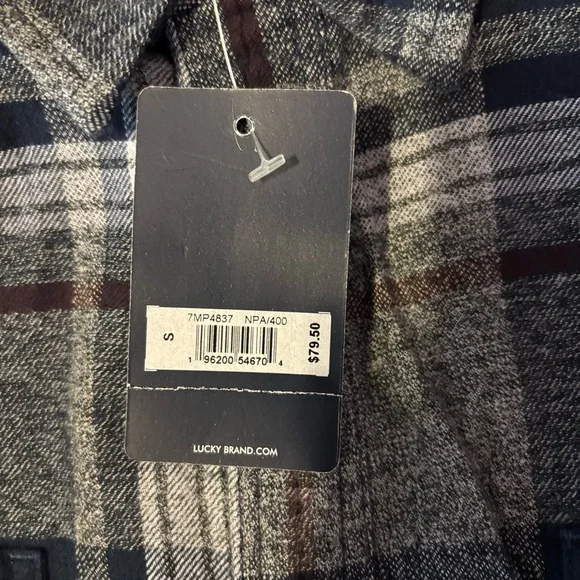 7MP4837 NPA/400
S
1 96200 54670 4
$79.50
LUCKY BRAND.COM